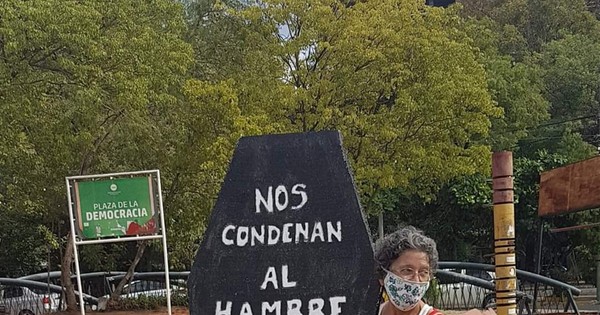 PLAZA DE LA
DEMOCRACIA
NOS
CONDENAN
AL
HAMBRE